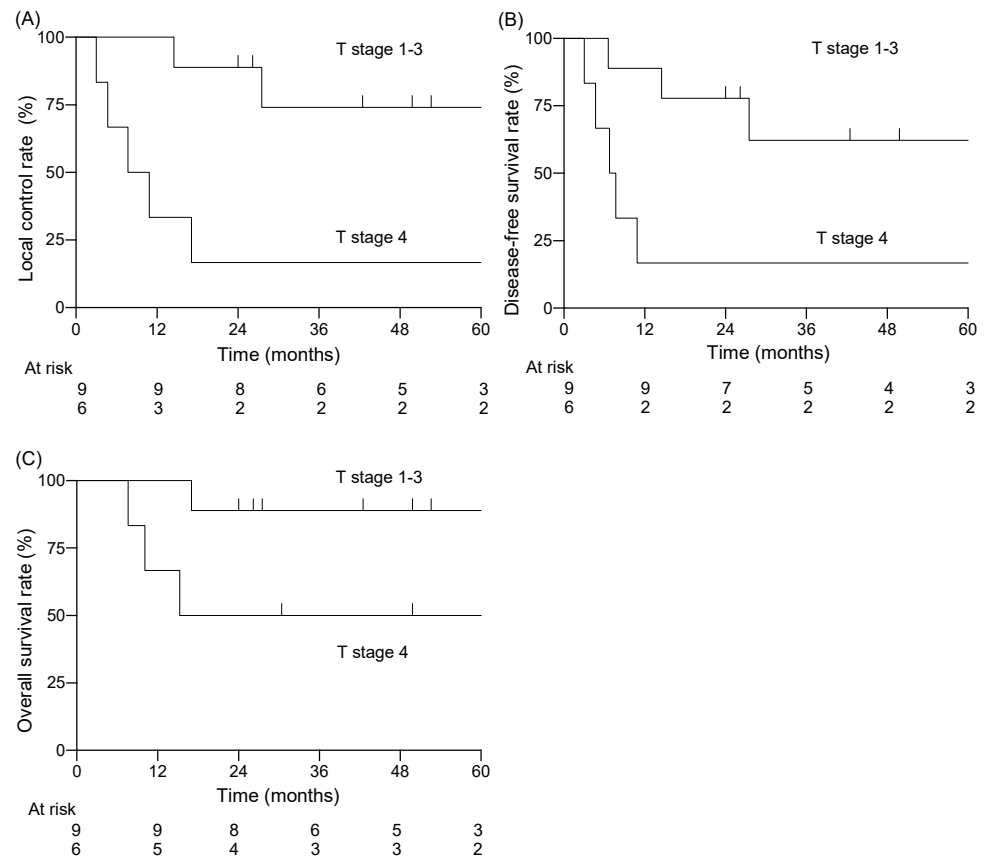 (A)
Local control rate (%)
100
75
50
25
0
T stage 1-3
T stage 4
0 12 24 36 48 60
Time (months)
At risk
9 9 8 6 5 3
6 3 2 2 2 2
(B)
Disease-free survival rate (%)
100
75
50
25
0
T stage 1-3
T stage 4
0 12 24 36 48 60
Time (months)
At risk
9 9 7 5 4 3
6 2 2 2 2 2
(C)
Overall survival rate (%)
100
75
50
25
0
T stage 1-3
T stage 4
0 12 24 36 48 60
Time (months)
At risk
9 9 8 6 5 3
6 5 4 3 3 2